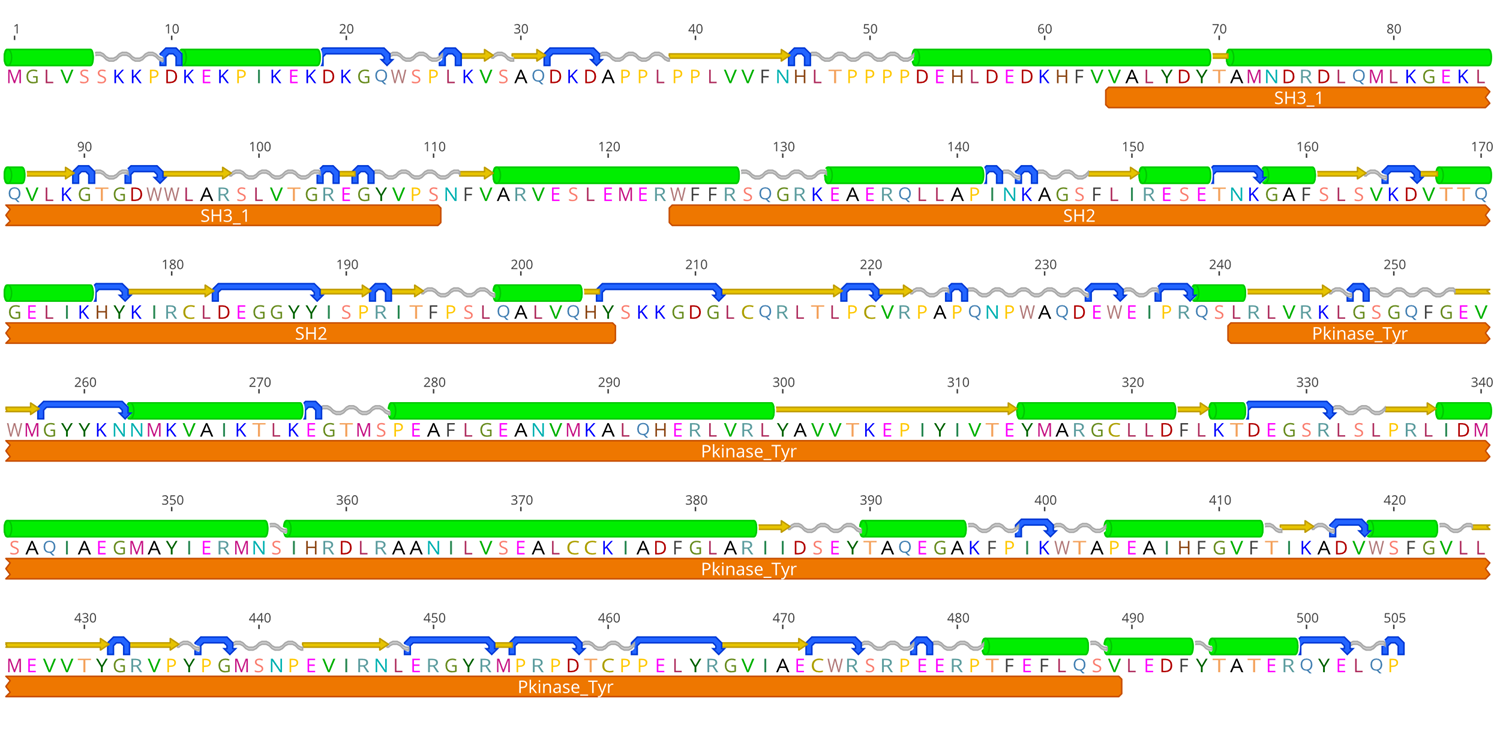 1 10 20 30 40 50 60 70 80
MGLVSSKKPDKEKPIKEKDKGQWSPLKVSAQDKDAPPLPPLVVFNHLTPPPPDEHLDEDKHFVVALYDYTAMNDRDLQMLKGEKL
SH3_1
90 100 110 120 130 140 150 160 170
QVLKGTGDWWLARSLVTGREGYVPSNFVARVESLEMERWFFRSQGRKEAERQLLAPINKAGSFLIRESETNKGAFSLSVKDVTTQ
SH3_1 SH2
180 190 200 210 220 230 240 250
GELIKHYKIRCLDEGGYYISPRITFPSLQALVQHYSKKGDGLCQRLTLPCVRPAPQNPWAQDEWEIPRQSLRLVRKLGSGQFGEV
SH2 Pkinase_Tyr
260 270 280 290 300 310 320 330 340
WMGYYKNNMKVAIKTLKEGTMSPEAFLGEANVMKALQHERLVRLYAVVTKEPIYIVTEYMARGCLLDFLKTDEGSRLSLPRLIDM
Pkinase_Tyr
350 360 370 380 390 400 410 420
SAQIAEGMAYIERMNSIHRDLRAANILVSEALCCKIADFGLARIIDSEYTAQEGAKFPIKWTAPEAIHFGVFTIKADVWSFGVLL
Pkinase_Tyr
430 440 450 460 470 480 490 500 505
MEVVTYGRVPYPGMSNPEVIRNLERGYRMPRPDTCPPELYRGVIAECWRSRPEERPTFEFLQSVLEDFYTATERQYELQP
Pkinase_Tyr